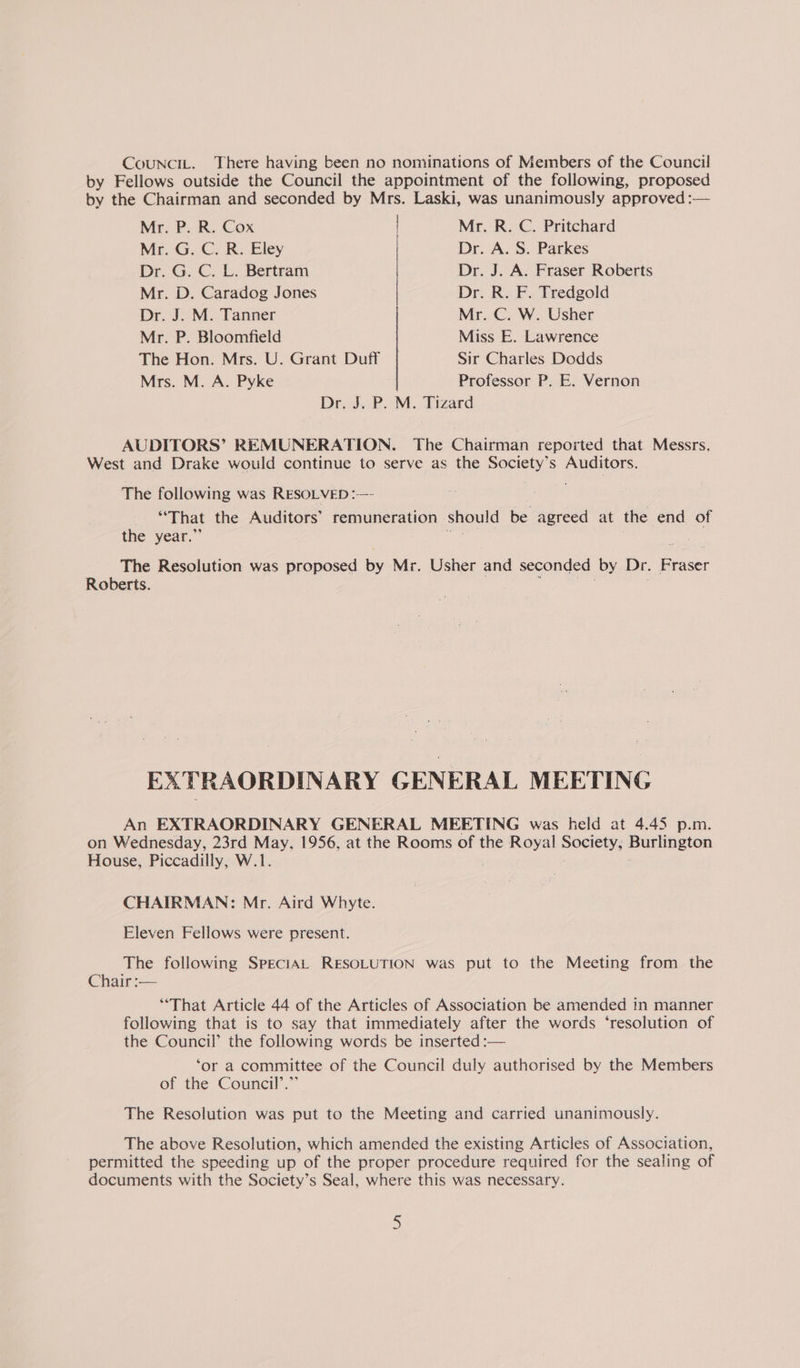 COUNCIL. There having been no nominations of Members of the Council
by Fellows outside the Council the appointment of the following, proposed
by the Chairman and seconded by Mrs. Laski, was unanimously approved:—
Mr. P. R. Cox
Mr. G. C. R. Eley
Dr. G. C. L. Bertram
Mr. D. Caradog Jones
Dr. J. M. Tanner
Mr. P. Bloomfield
The Hon. Mrs. U. Grant Duff
Mrs. M. A. Pyke
Mr. R. C. Pritchard
Dr. A. S. Parkes
Dr. J. A. Fraser Roberts
Dr. R. F. Tredgold
Mr. C. W. Usher
Miss E. Lawrence
Sir Charles Dodds
Professor P. E. Vernon
Dr. J. P. M. Tizard
AUDITORS' REMUNERATION. The Chairman reported that Messrs.
West and Drake would continue to serve as the Society's Auditors.
The following was RESOLVED:—
"That the Auditors' remuneration should be agreed at the end of
the year."
The Resolution was proposed by Mr. Usher and seconded by Dr. Fraser
Roberts.
EXTRAORDINARY GENERAL MEETING
An EXTRAORDINARY GENERAL MEETING was held at 4.45 p.m.
on Wednesday, 23rd May, 1956, at the Rooms of the Royal Society, Burlington
House, Piccadilly, W.1.
CHAIRMAN: Mr. Aird Whyte.
Eleven Fellows were present.
The following SPECIAL RESOLUTION was put to the Meeting from the
Chair:—
"That Article 44 of the Articles of Association be amended in manner
following that is to say that immediately after the words 'resolution of
the Council' the following words be inserted:—
'or a committee of the Council duly authorised by the Members
of the Council'."
The Resolution was put to the Meeting and carried unanimously.
The above Resolution, which amended the existing Articles of Association,
permitted the speeding up of the proper procedure required for the sealing of
documents with the Society's Seal, where this was necessary.
5